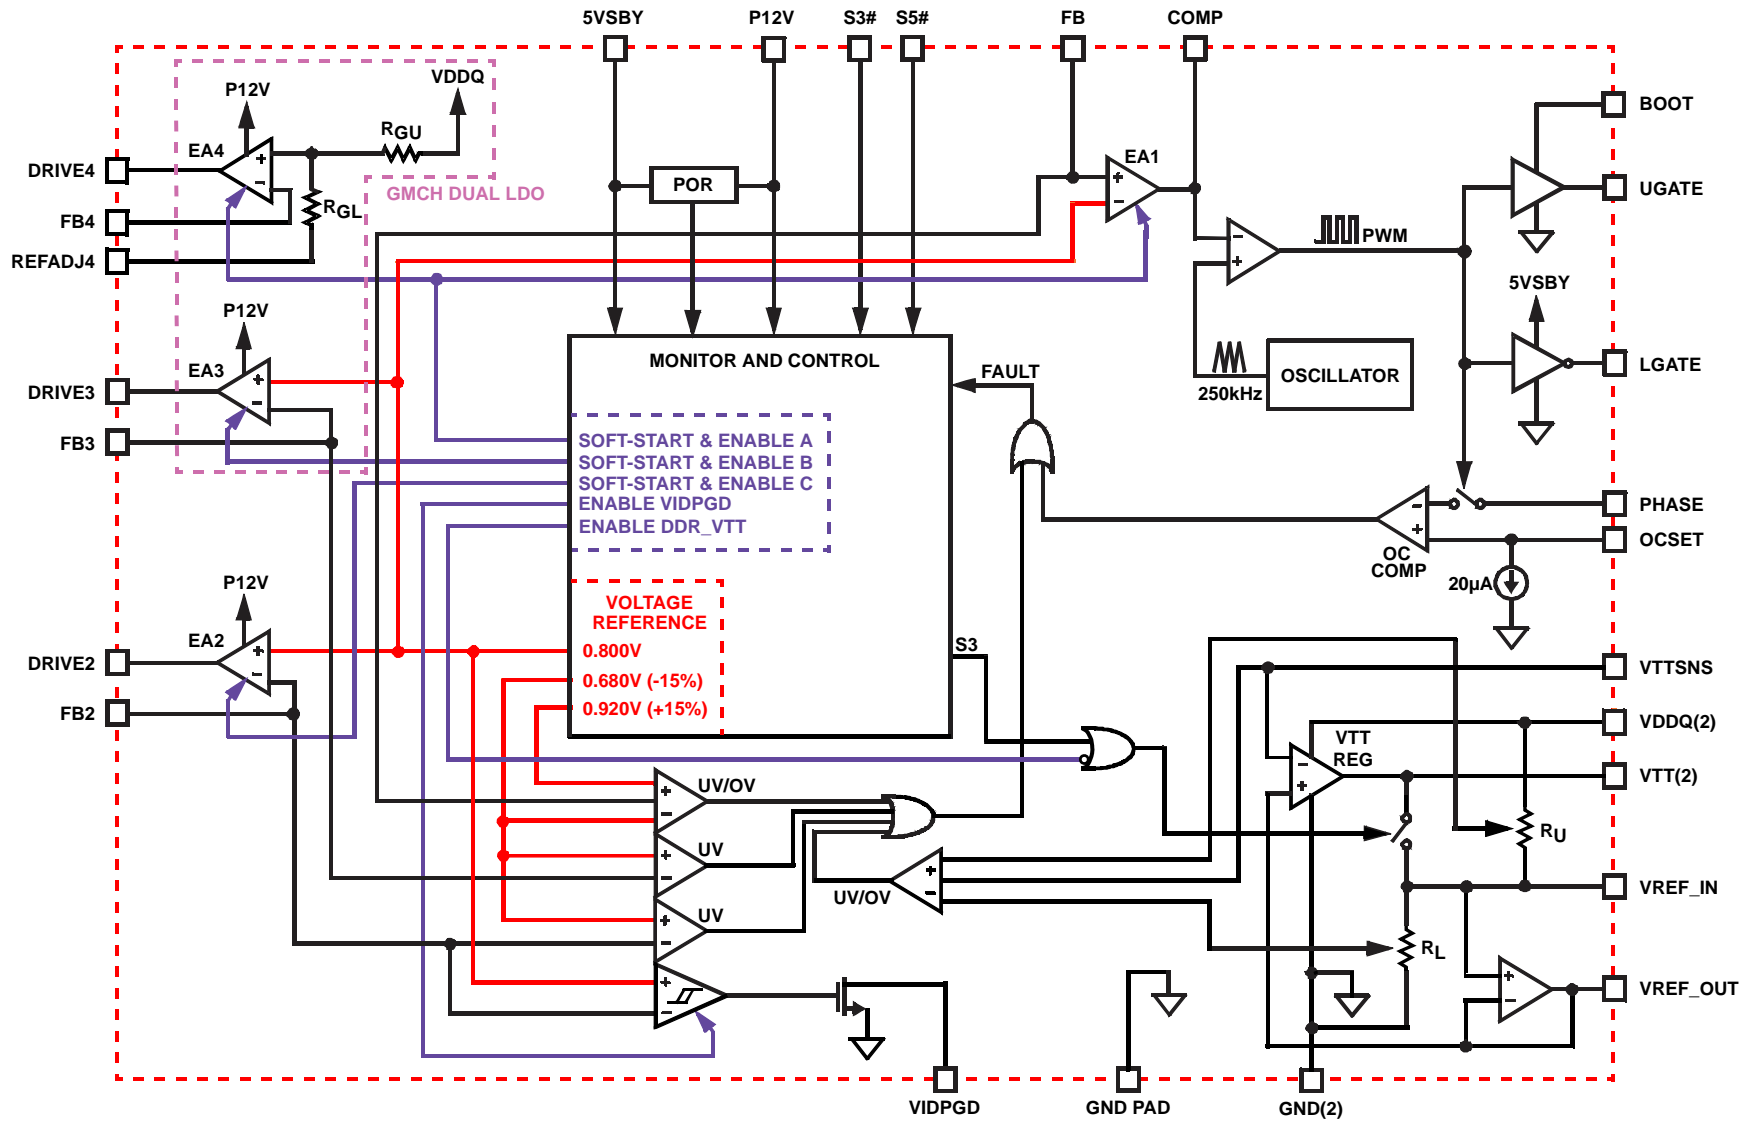 5VSBY
P12V
S3#
S5#
FB
COMP
VDDQ
P12V
BOOT
RGU
EA4
+
-
DRIVE4
EA1
+
-
POR
UGATE
GMCH DUAL LDO
RGL
FB4
PWM
-
+
REFADJ4
5VSBY
P12V
MONITOR AND CONTROL
EA3
+
-
FAULT
OSCILLATOR
LGATE
DRIVE3
250kHz
FB3
SOFT-START & ENABLE A
SOFT-START & ENABLE B
SOFT-START & ENABLE C
ENABLE VIDPGD
ENABLE DDR_VTT
PHASE
-
+
OCSET
OC
COMP
P12V
20µA
VOLTAGE
REFERENCE
EA2
+
-
0.800V
S3
DRIVE2
VTTSNS
0.680V (-15%)
0.920V (+15%)
FB2
VDDQ(2)
VTT
REG
-
+
VTT(2)
UV/OV
+
-
RU
UV
+
-
UV/OV
+
-
VREF_IN
UV
+
-
RL
+
-
+
-
VREF_OUT
VIDPGD
GND PAD
GND(2)